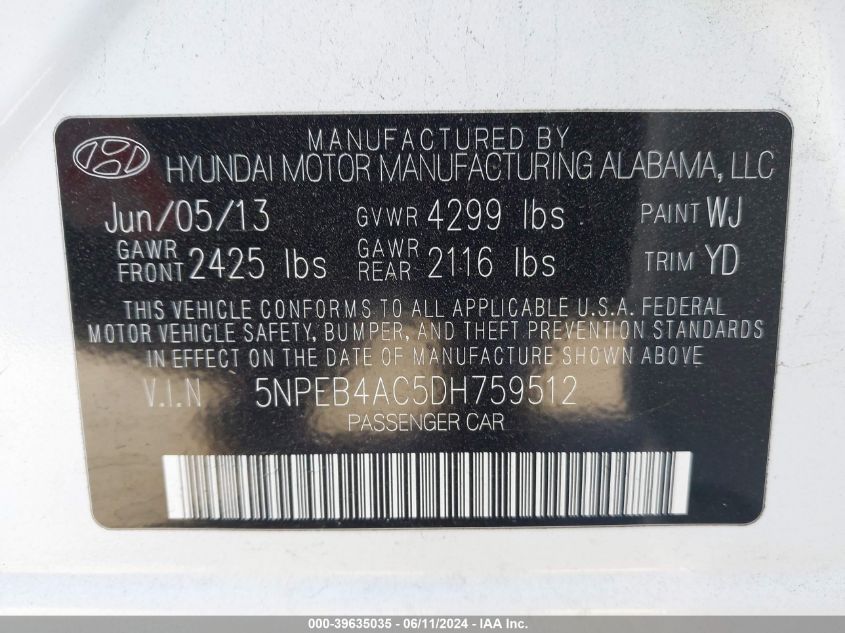 MANUFACTURED BY
HYUNDAI MOTOR MANUFACTURING ALABAMA, LLC
Jun/05/13 GVWR 4299 lbs PAINT WJ
GAWR FRONT 2425 lbs GAWR REAR 2116 lbs TRIM YD
THIS VEHICLE CONFORMS TO ALL APPLICABLE U.S.A. FEDERAL
MOTOR VEHICLE SAFETY, BUMPER, AND THEFT PREVENTION STANDARDS
IN EFFECT ON THE DATE OF MANUFACTURE SHOWN ABOVE
V.I.N 5NPEB4AC5DH759512
PASSENGER CAR
000-39635035 - 06/11/2024 - IAA Inc.